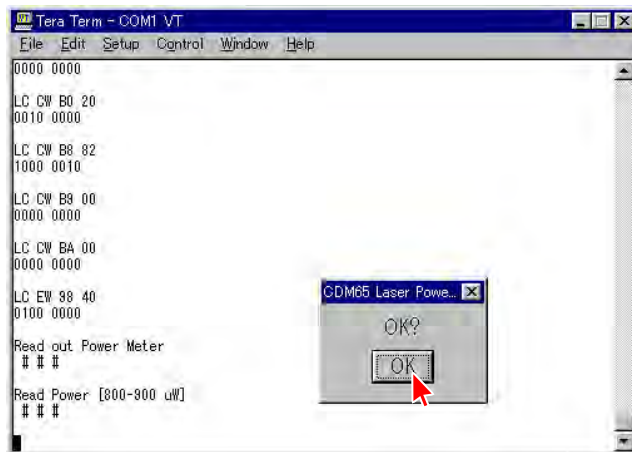 Tera Term - COM1 VT
File Edit Setup Control Window Help
0000 0000
LC CW B0 20
0010 0000
LC CW B8 82
1000 0010
LC CW B9 00
0000 0000
LC CW BA 00
0000 0000
LC EW 98 40
0100 0000
Read out Power Meter
# # #
Read Power [800-900 uW]
# # #
CDM65 Laser Powe...
OK?
OK